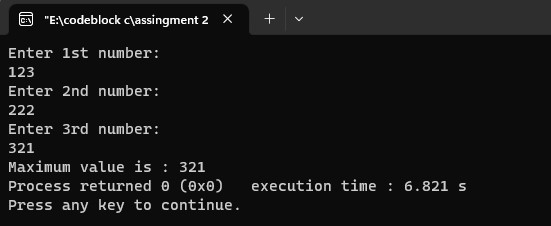 "E:\codeblock c\assingment 2
Enter 1st number:
123
Enter 2nd number:
222
Enter 3rd number:
321
Maximum value is : 321
Process returned 0 (0x0)   execution time : 6.821 s
Press any key to continue.